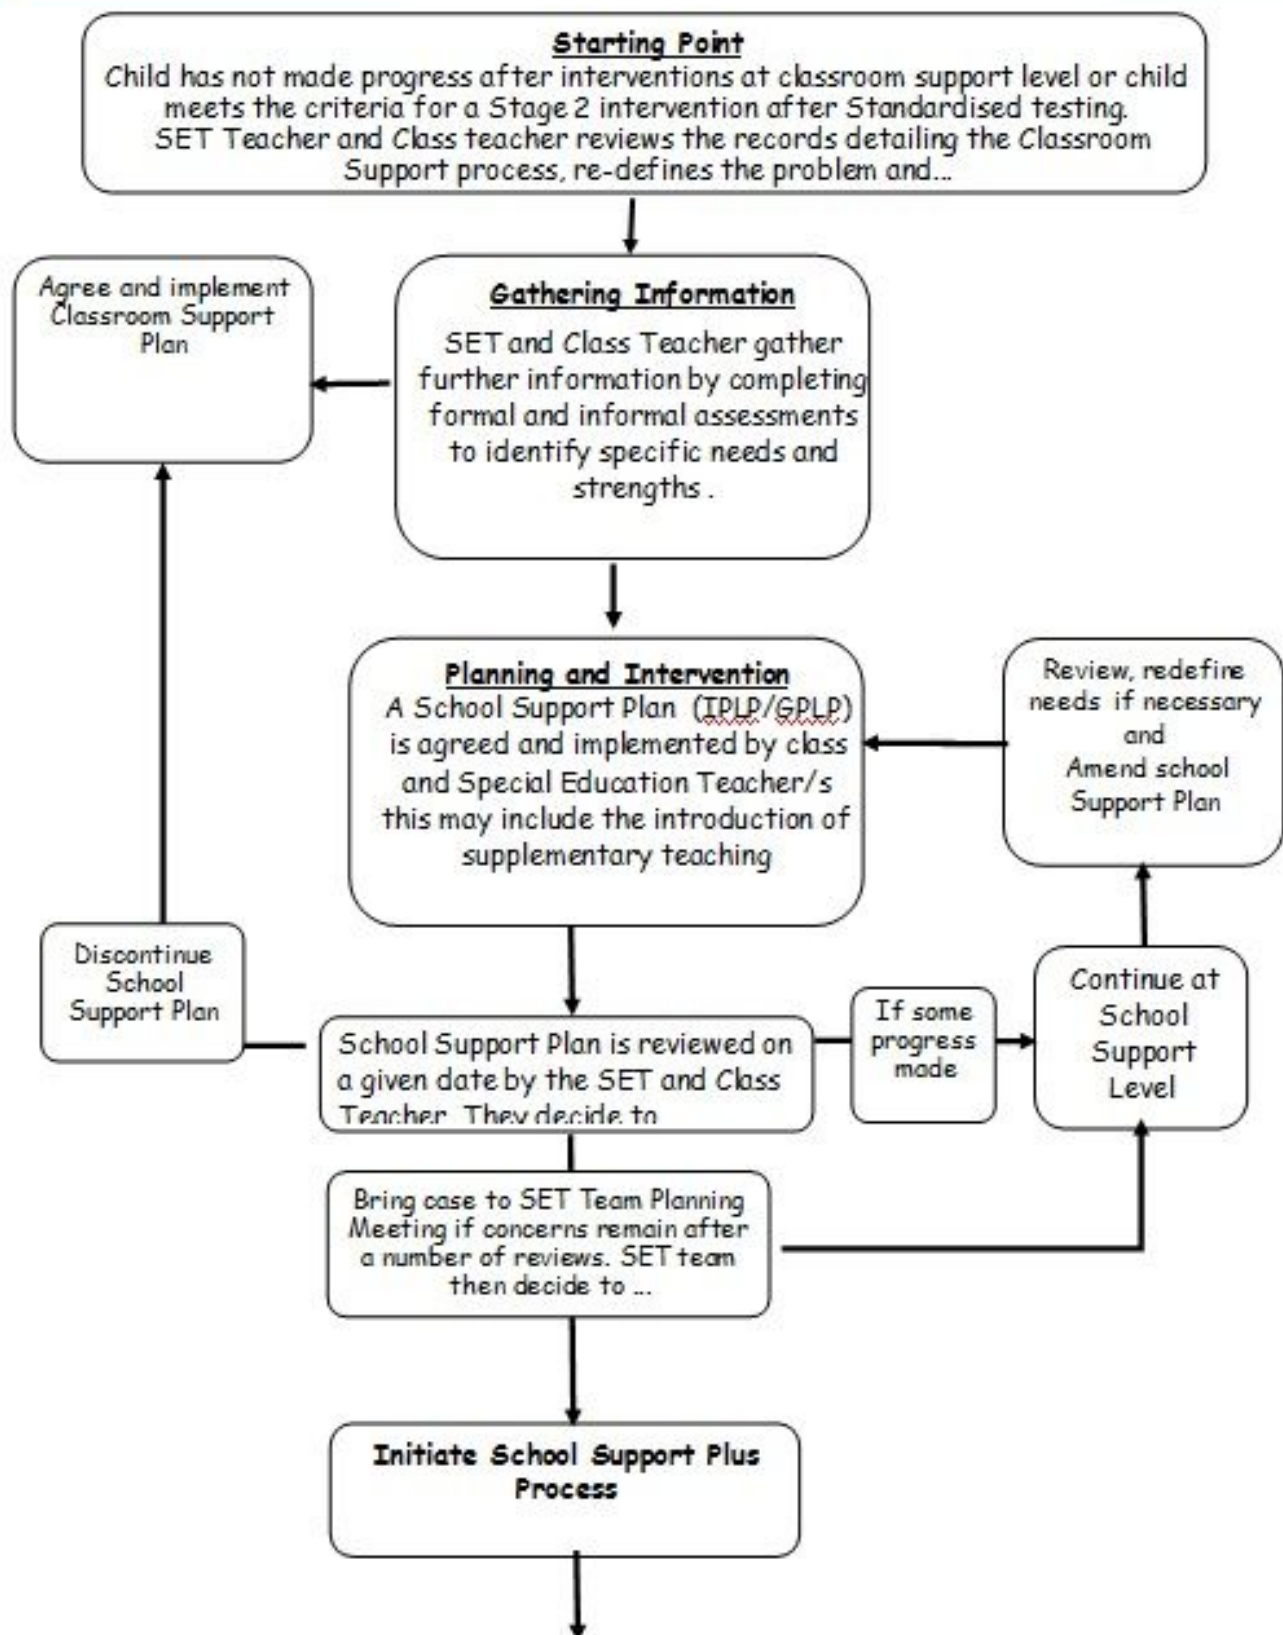 Starting Point
Child has not made progress after interventions at classroom support level or child
meets the criteria for a Stage 2 intervention after Standardised testing.
SET Teacher and Class teacher reviews the records detailing the Classroom
Support process, re-defines the problem and...
Agree and implement
Classroom Support
Plan
Gathering Information
SET and Class Teacher gather
further information by completing
formal and informal assessments
to identify specific needs and
strengths .
Planning and Intervention
A School Support Plan (IPLP/GPLP)
is agreed and implemented by class
and Special Education Teacher/s
this may include the introduction of
supplementary teaching
Review, redefine
needs if necessary
and
Amend school
Support Plan
Discontinue
School
Support Plan
School Support Plan is reviewed on
a given date by the SET and Class
Teacher. They decide to
If some
progress
made
Continue at
School
Support
Level
Bring case to SET Team Planning
Meeting if concerns remain after
a number of reviews. SET team
then decide to ...
Initiate School Support Plus
Process